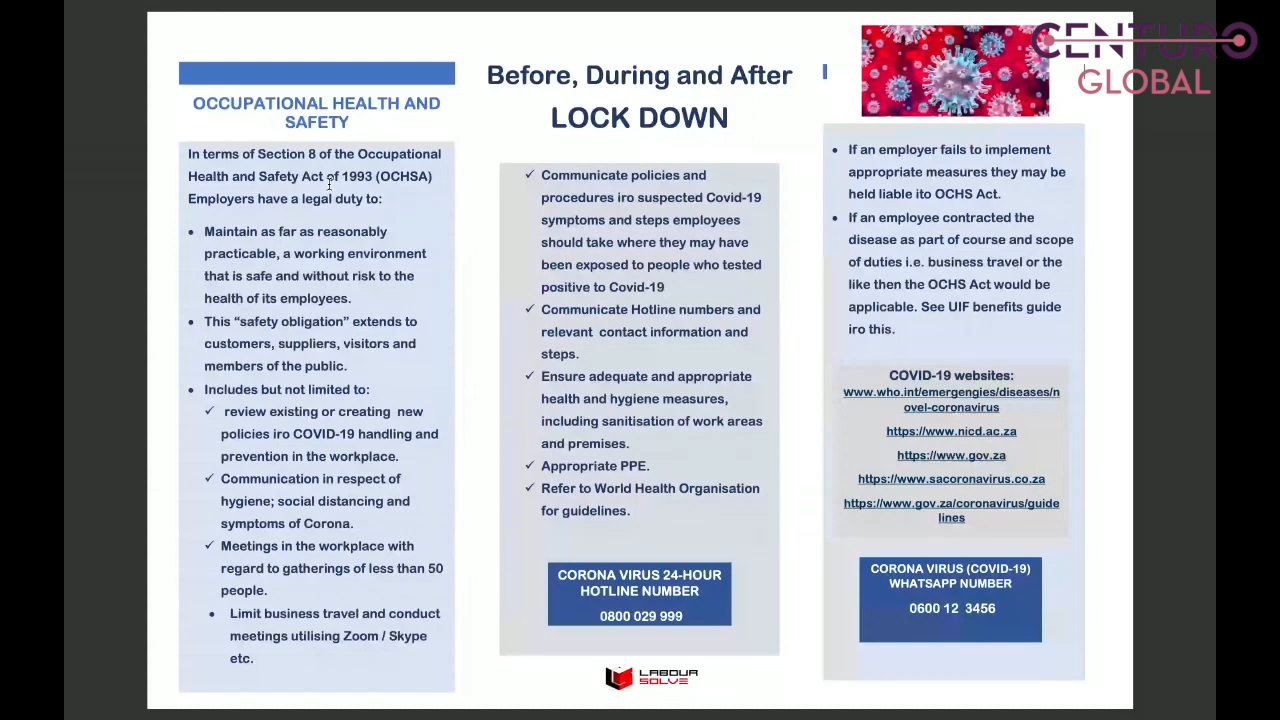 CENTURO
GLOBAL
OCCUPATIONAL HEALTH AND
SAFETY
In terms of Section 8 of the Occupational
Health and Safety Act of 1993 (OCHSA)
Employers have a legal duty to:
• Maintain as far as reasonably
practicable, a working environment
that is safe and without risk to the
health of its employees.
• This “safety obligation” extends to
customers, suppliers, visitors and
members of the public.
• Includes but not limited to:
✓ review existing or creating new
policies iro COVID-19 handling and
prevention in the workplace.
✓ Communication in respect of
hygiene; social distancing and
symptoms of Corona.
✓ Meetings in the workplace with
regard to gatherings of less than 50
people.
• Limit business travel and conduct
meetings utilising Zoom / Skype
etc.
Before, During and After
LOCK DOWN
✓ Communicate policies and
procedures iro suspected Covid-19
symptoms and steps employees
should take where they may have
been exposed to people who tested
positive to Covid-19
✓ Communicate Hotline numbers and
relevant contact information and
steps.
✓ Ensure adequate and appropriate
health and hygiene measures,
including sanitisation of work areas
and premises.
✓ Appropriate PPE.
✓ Refer to World Health Organisation
for guidelines.
CORONA VIRUS 24-HOUR
HOTLINE NUMBER
0800 029 999
LABOUR
SOLVE
• If an employer fails to implement
appropriate measures they may be
held liable ito OCHS Act.
• If an employee contracted the
disease as part of course and scope
of duties i.e. business travel or the
like then the OCHS Act would be
applicable. See UIF benefits guide
iro this.
COVID-19 websites:
www.who.int/emergengies/diseases/n
ovel-coronavirus
https://www.nicd.ac.za
https://www.gov.za
https://www.sacoronavirus.co.za
https://www.gov.za/coronavirus/guide
lines
CORONA VIRUS (COVID-19)
WHATSAPP NUMBER
0600 12 3456